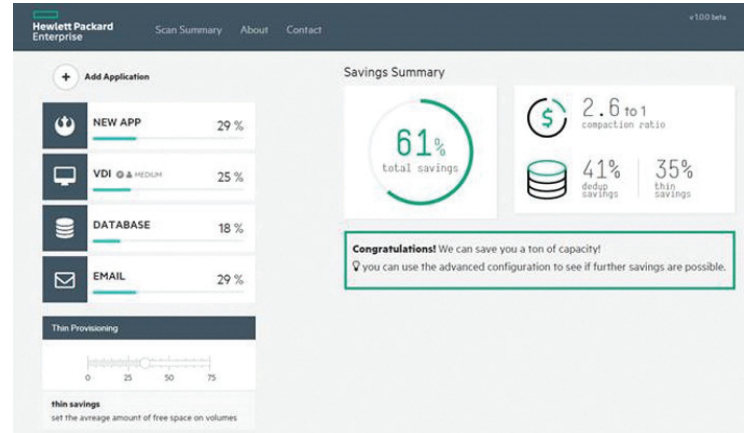 Hewlett Packard
Enterprise
Scan Summary About Contact
v 1.0.0 beta
+ Add Application
NEW APP 29 %
VDI MEDIUM 25 %
DATABASE 18 %
EMAIL 29 %
Thin Provisioning
0 25 50 75
thin savings
set the avreage amount of free space on volumes
Savings Summary
61%
total savings
$
2.6 to 1
compaction ratio
41% 35%
dedup thin
savings savings
Congratulations! We can save you a ton of capacity!
you can use the advanced configuration to see if further savings are possible.